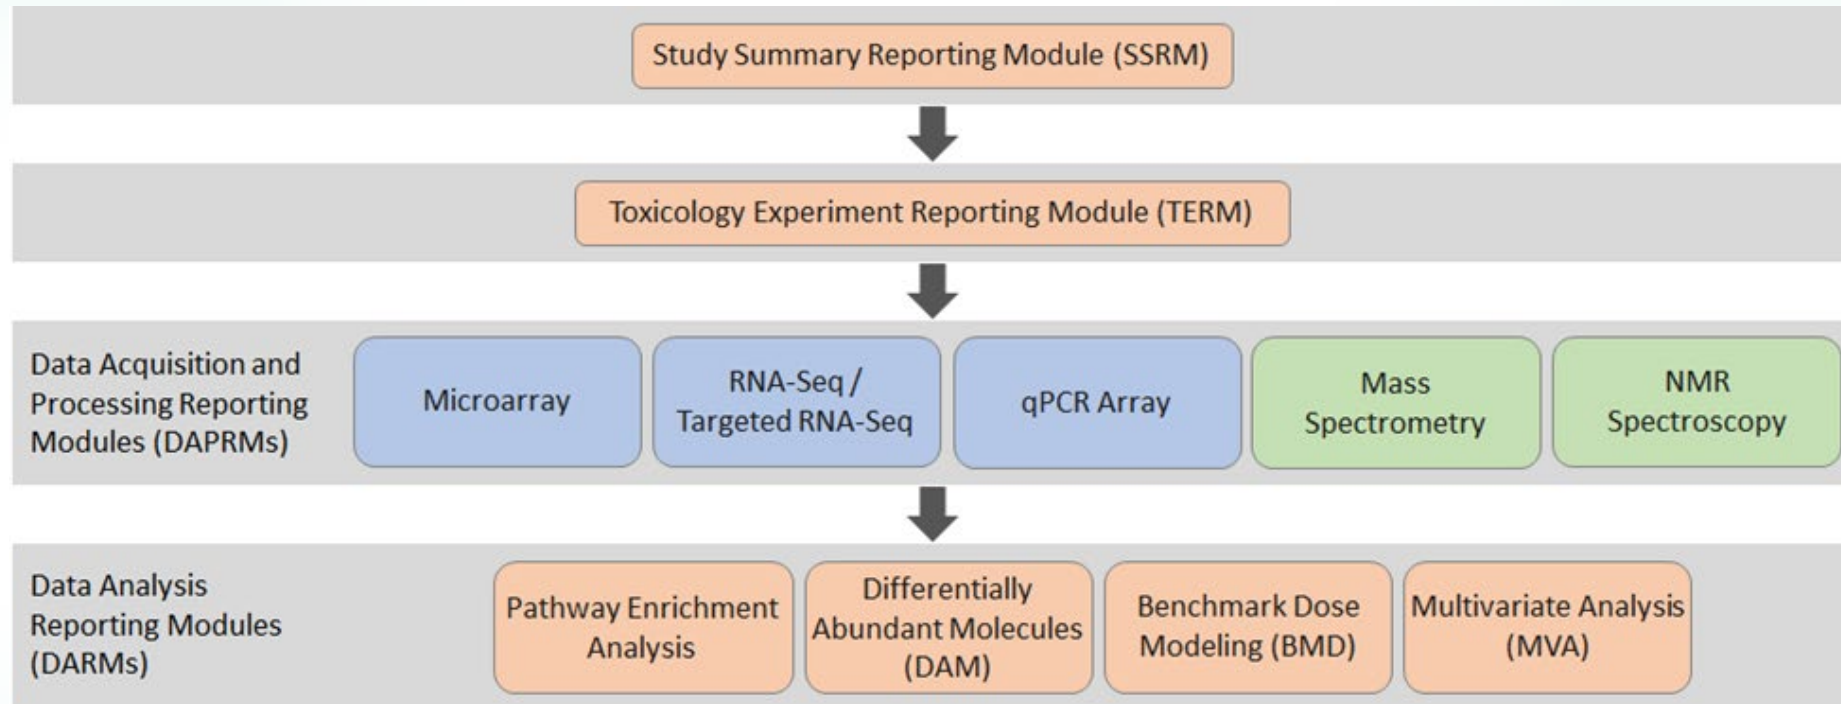 Study Summary Reporting Module (SSRM)
Toxicology Experiment Reporting Module (TERM)
Data Acquisition and
Processing Reporting
Modules (DAPRMs)
Microarray
RNA-Seq /
Targeted RNA-Seq
qPCR Array
Mass
Spectrometry
NMR
Spectroscopy
Data Analysis
Reporting Modules
(DARMs)
Pathway Enrichment
Analysis
Differentially
Abundant Molecules
(DAM)
Benchmark Dose
Modeling (BMD)
Multivariate Analysis
(MVA)